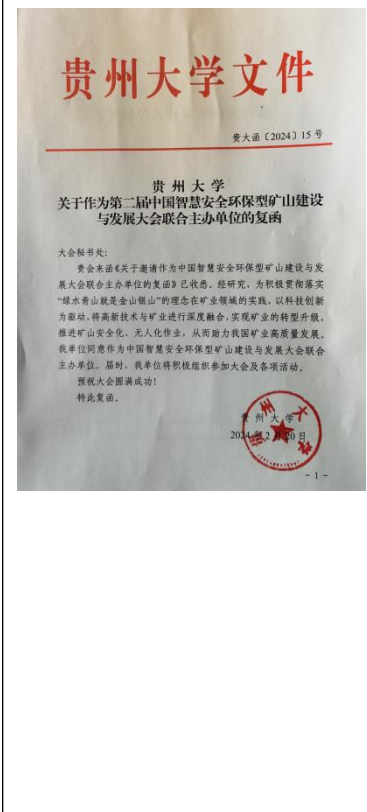 贵州大学文件
贵大函〔2024〕15 号
贵 州 大 学
关于作为第二届中国智慧安全环保型矿山建设
与发展大会联合主办单位的复函
大会秘书处：
贵会来函《关于邀请作为中国智慧安全环保型矿山建设与发
展大会联合主办单位的复函》已收悉。经研究，为积极贯彻落实
“绿水青山就是金山银山”的理念在矿业领域的实践，以科技创新
为驱动，将高新技术与矿业进行深度融合，实现矿业的转型升级，
推进矿山安全化、无人化作业，从而助力我国矿业高质量发展。
我单位同意作为中国智慧安全环保型矿山建设与发展大会联合
主办单位。届时，我单位将积极组织参加大会及各项活动。
预祝大会圆满成功！
特此复函。
贵 州 大 学
2024 年 2 月 20 日
- 1 -